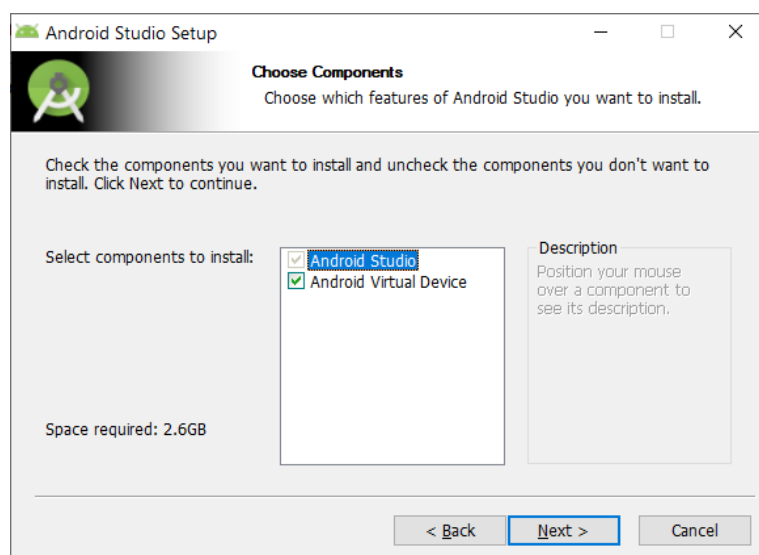 Android Studio Setup
Choose Components
Choose which features of Android Studio you want to install.
Check the components you want to install and uncheck the components you don't want to
install. Click Next to continue.
Select components to install:
Android Studio
Android Virtual Device
Description
Position your mouse
over a component to
see its description.
Space required: 2.6GB
< Back
Next >
Cancel